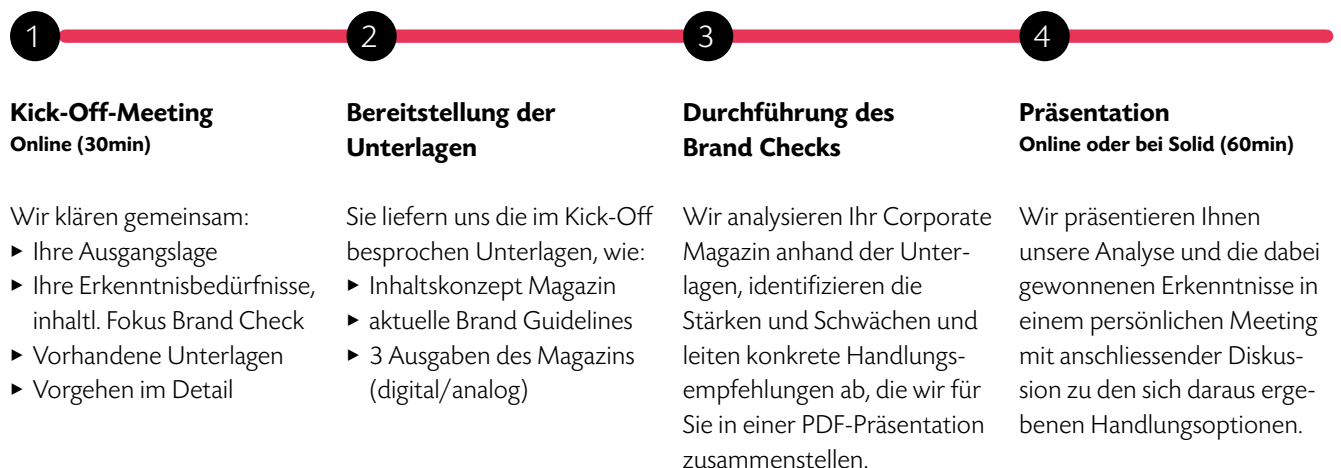 1
Kick-Off-Meeting
Online (30min)
Wir klären gemeinsam:
▸ Ihre Ausgangslage
▸ Ihre Erkenntnisbedürfnisse,
inhaltl. Fokus Brand Check
▸ Vorhandene Unterlagen
▸ Vorgehen im Detail
2
Bereitstellung der
Unterlagen
Sie liefern uns die im Kick-Off
besprochen Unterlagen, wie:
▸ Inhaltskonzept Magazin
▸ aktuelle Brand Guidelines
▸ 3 Ausgaben des Magazins
(digital/analog)
3
Durchführung des
Brand Checks
Wir analysieren Ihr Corporate
Magazin anhand der Unter-
lagen, identifizieren die
Stärken und Schwächen und
leiten konkrete Handlungs-
empfehlungen ab, die wir für
Sie in einer PDF-Präsentation
zusammenstellen.
4
Präsentation
Online oder bei Solid (60min)
Wir präsentieren Ihnen
unsere Analyse und die dabei
gewonnenen Erkenntnisse in
einem persönlichen Meeting
mit anschliessender Diskus-
sion zu den sich daraus erge-
benen Handlungsoptionen.